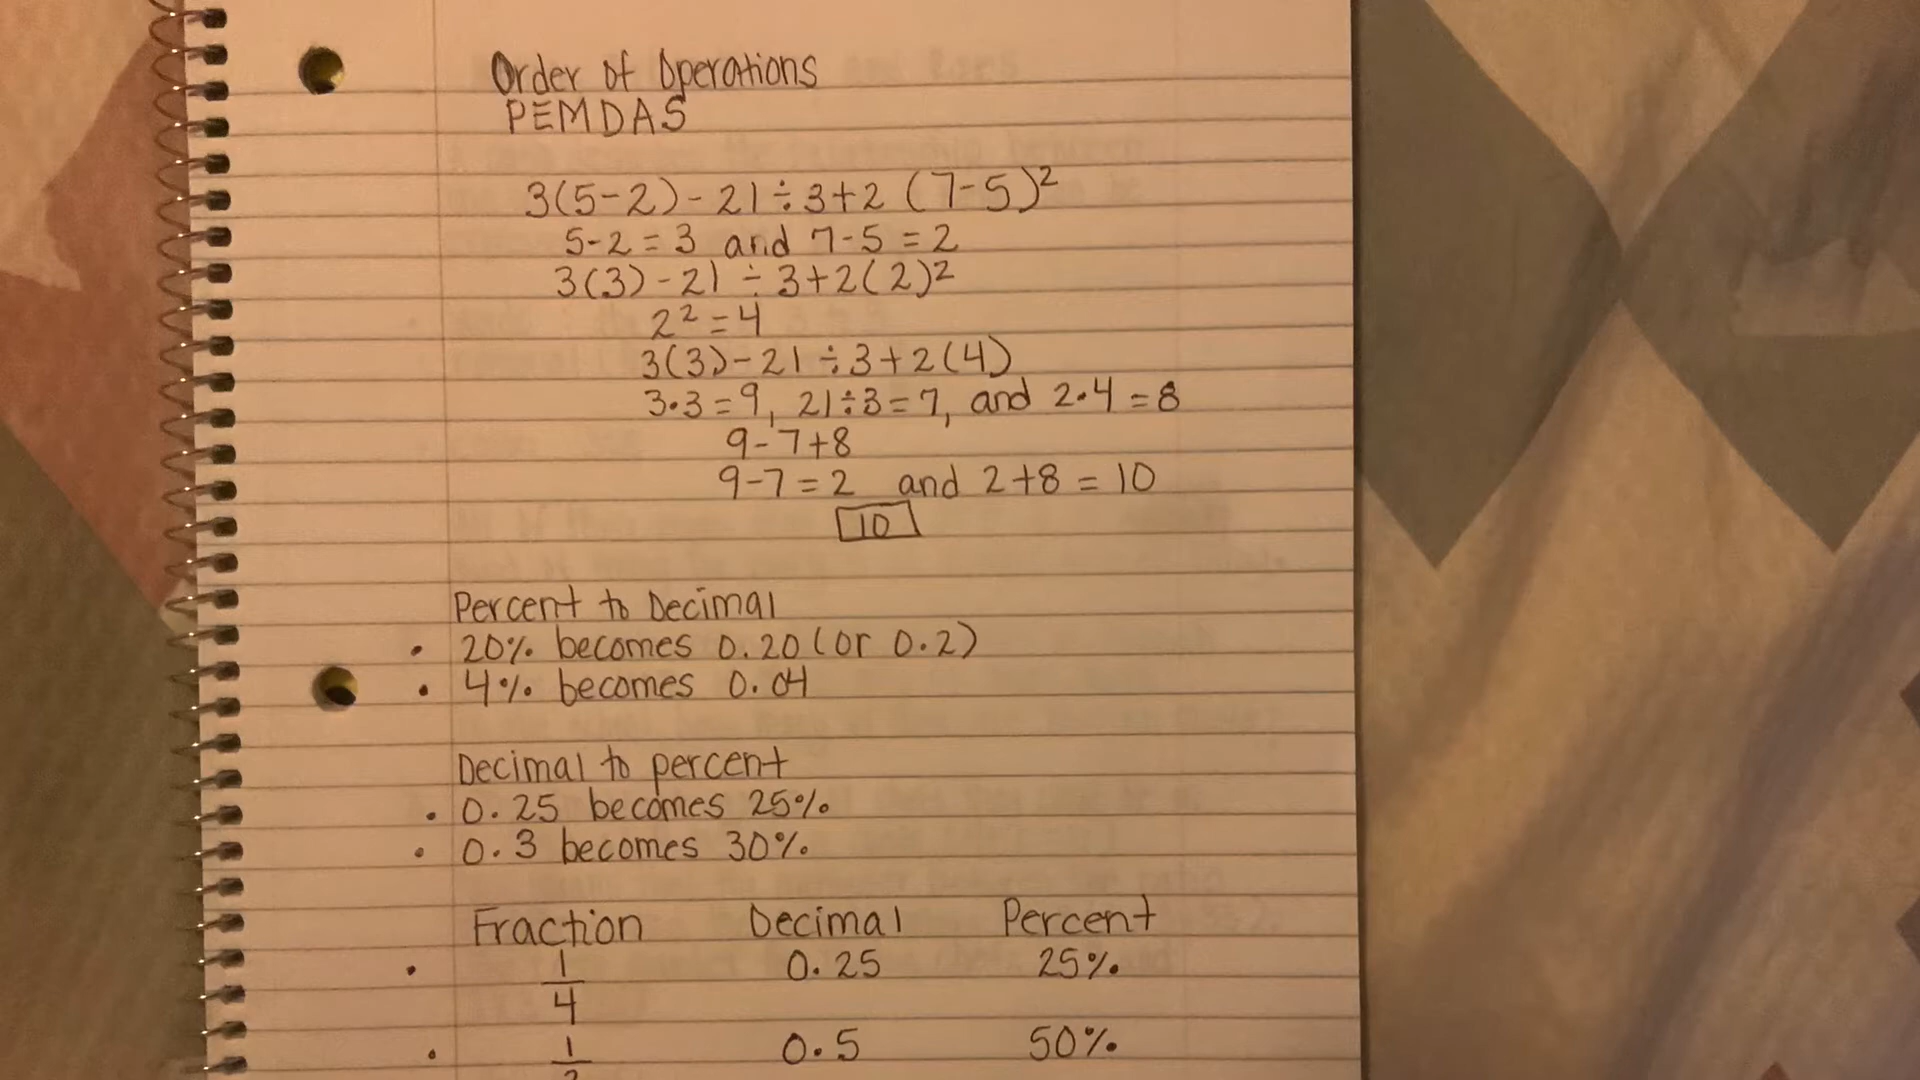 Order of Operations
PEMDAS
3(5-2)-21÷3+2 (7-5)²
5-2=3 and 7-5=2
3(3)-21÷3+2(2)²
2²=4
3(3)-21÷3+2(4)
3·3=9, 21÷3=7, and 2·4=8
9-7+8
9-7=2 and 2+8=10
10
Percent to Decimal
• 20% becomes 0.20 (or 0.2)
• 4% becomes 0.04
Decimal to percent
• 0.25 becomes 25%
• 0.3 becomes 30%
Fraction Decimal Percent
• 1/4 0.25 25%
• 1/2 0.5 50%